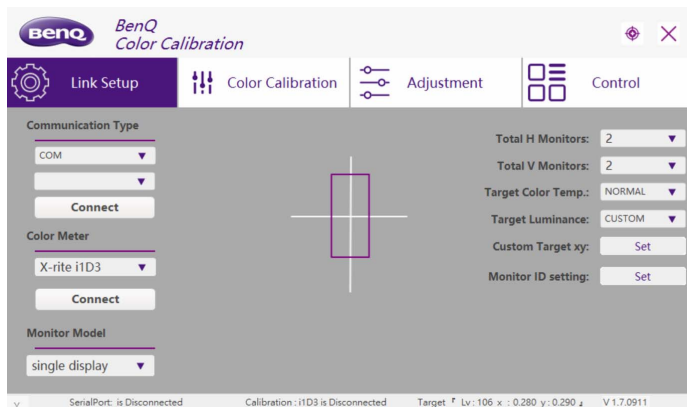 BenQ
BenQ
Color Calibration
Link Setup
Color Calibration
Adjustment
Control
Communication Type
COM
Connect
Color Meter
X-rite i1D3
Connect
Monitor Model
single display
Total H Monitors: 2
Total V Monitors: 2
Target Color Temp.: NORMAL
Target Luminance: CUSTOM
Custom Target xy: Set
Monitor ID setting: Set
SerialPort: is Disconnected
Calibration : i1D3 is Disconnected
Target 「 Lv : 106 x : 0.280 y : 0.290 」
V 1.7.0911